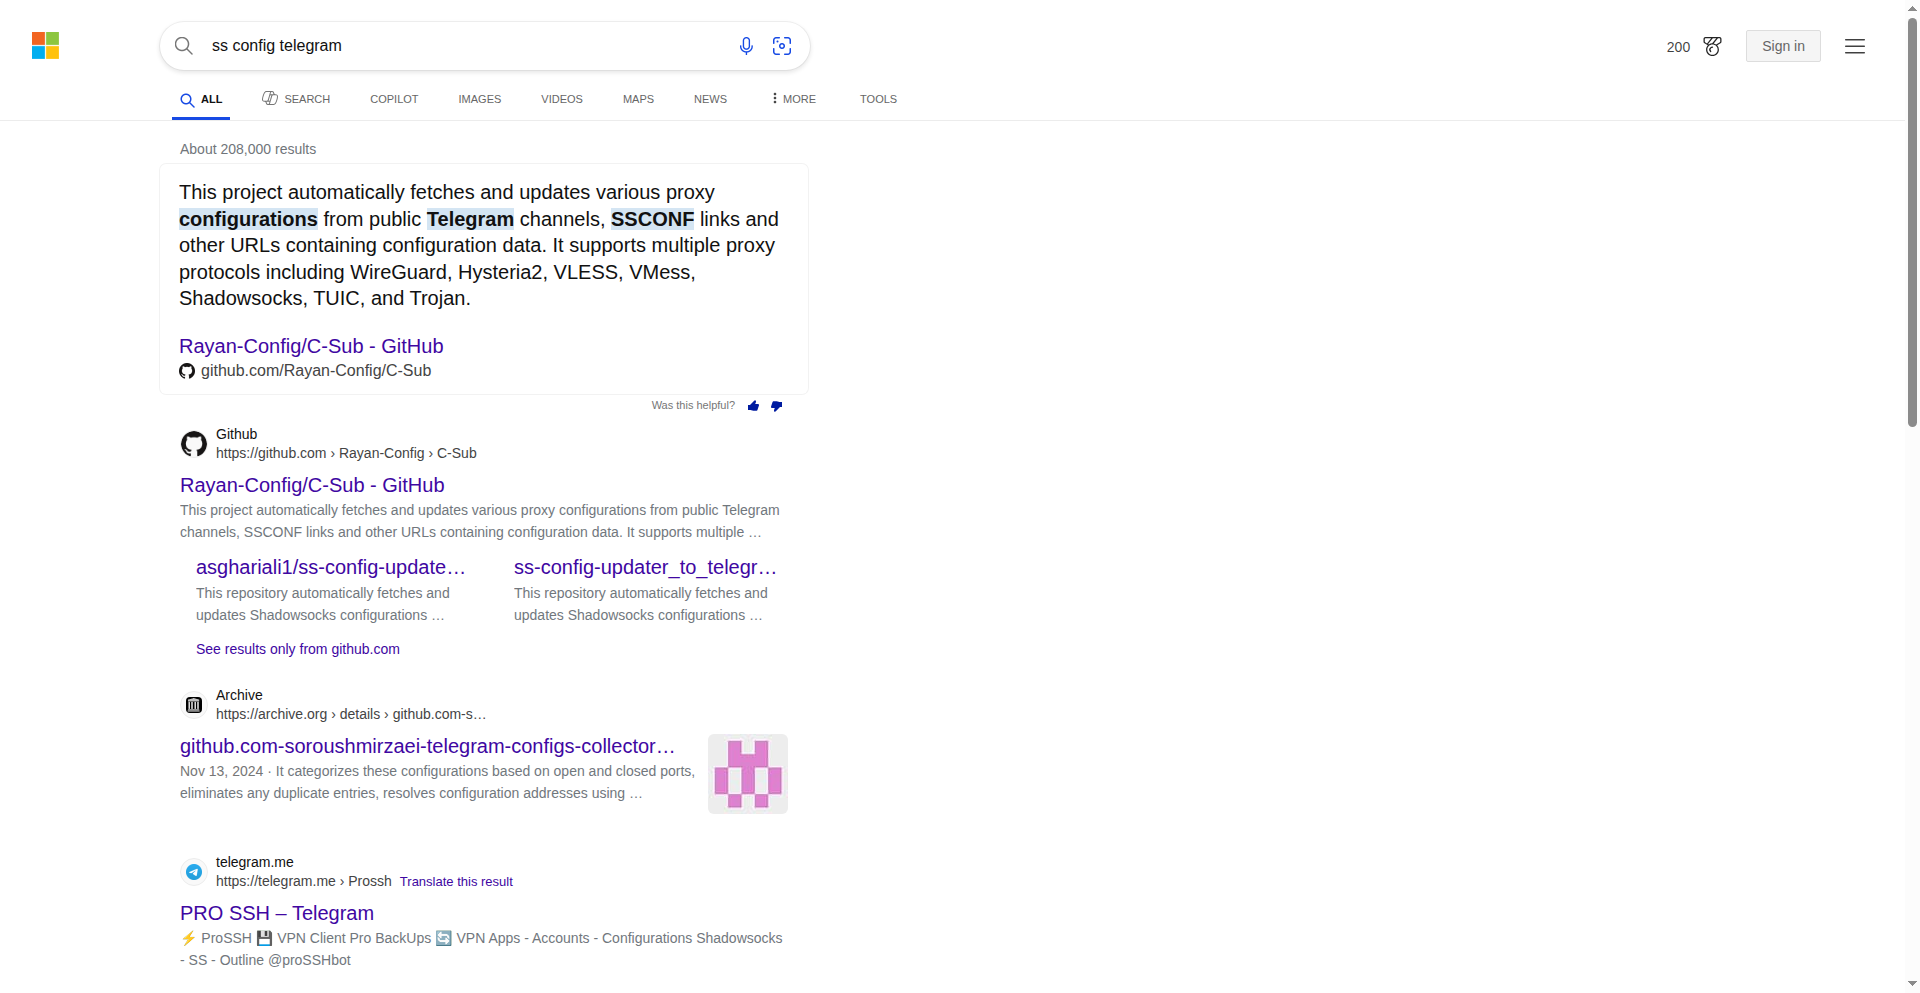 ss config telegram
200
Sign in
ALL
SEARCH
COPILOT
IMAGES
VIDEOS
MAPS
NEWS
MORE
TOOLS
About 208,000 results
This project automatically fetches and updates various proxy
configurations from public Telegram channels, SSCONF links and
other URLs containing configuration data. It supports multiple proxy
protocols including WireGuard, Hysteria2, VLESS, VMess,
Shadowsocks, TUIC, and Trojan.
Rayan-Config/C-Sub - GitHub
github.com/Rayan-Config/C-Sub
Was this helpful?
Github
https://github.com › Rayan-Config › C-Sub
Rayan-Config/C-Sub - GitHub
This project automatically fetches and updates various proxy configurations from public Telegram
channels, SSCONF links and other URLs containing configuration data. It supports multiple …
asghariali1/ss-config-update…
This repository automatically fetches and
updates Shadowsocks configurations …
ss-config-updater_to_telegr…
This repository automatically fetches and
updates Shadowsocks configurations …
See results only from github.com
Archive
https://archive.org › details › github.com-s…
github.com-soroushmirzaei-telegram-configs-collector…
Nov 13, 2024 · It categorizes these configurations based on open and closed ports,
eliminates any duplicate entries, resolves configuration addresses using …
telegram.me
https://telegram.me › Prossh Translate this result
PRO SSH – Telegram
⚡ ProSSH 💾 VPN Client Pro BackUps 🔄 VPN Apps - Accounts - Configurations Shadowsocks
- SS - Outline @proSSHbot